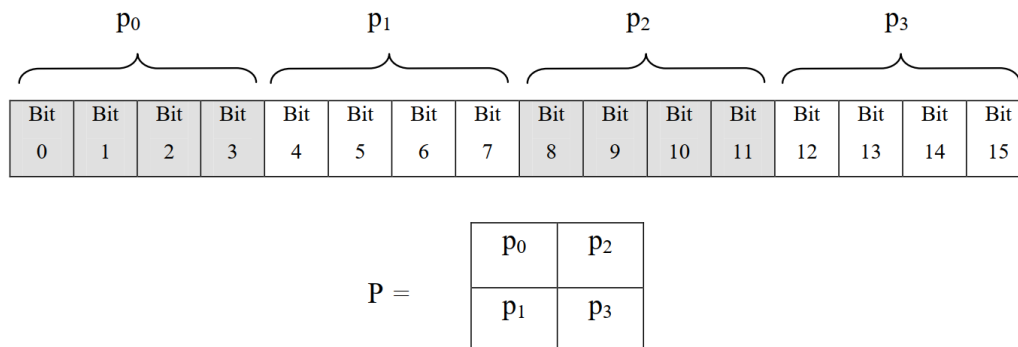 p₀ p₁ p₂ p₃
Bit Bit Bit Bit Bit Bit Bit Bit Bit Bit Bit Bit Bit Bit Bit Bit
0 1 2 3 4 5 6 7 8 9 10 11 12 13 14 15
p₀ p₂
P =
p₁ p₃